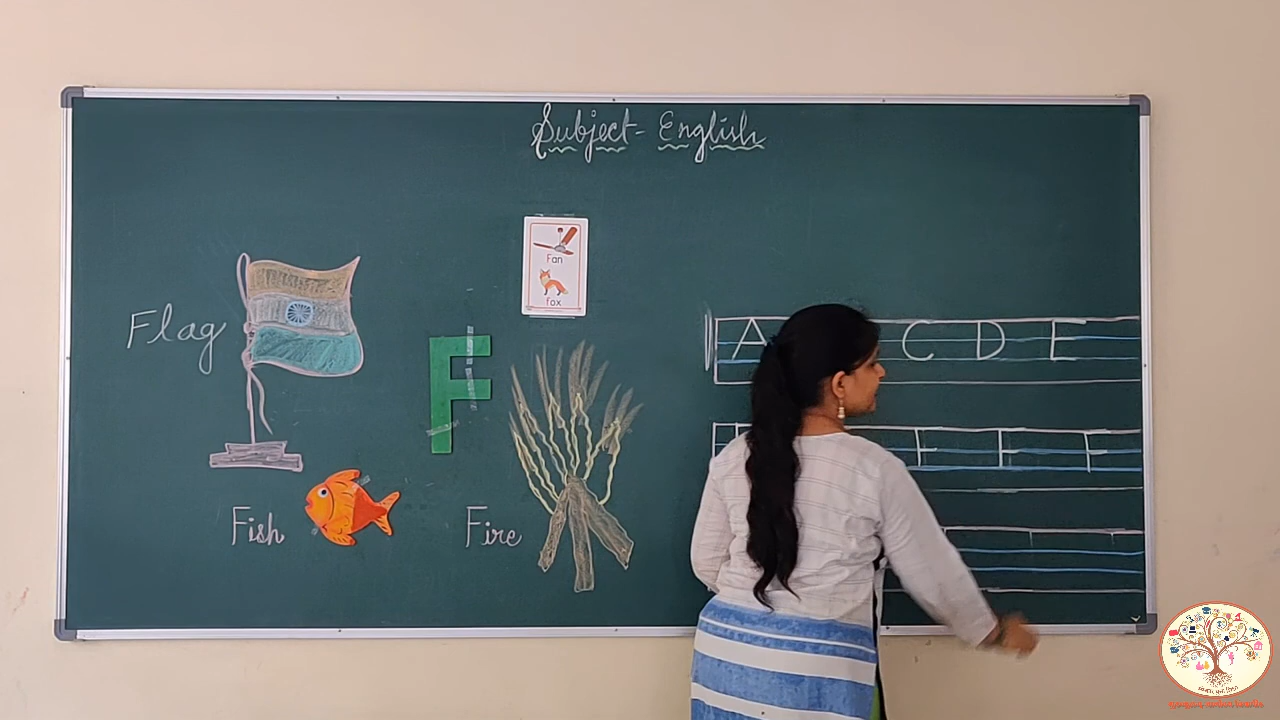 Subject- English
Fan
fox
Flag
F
Fish
Fire
A C D E
F F F